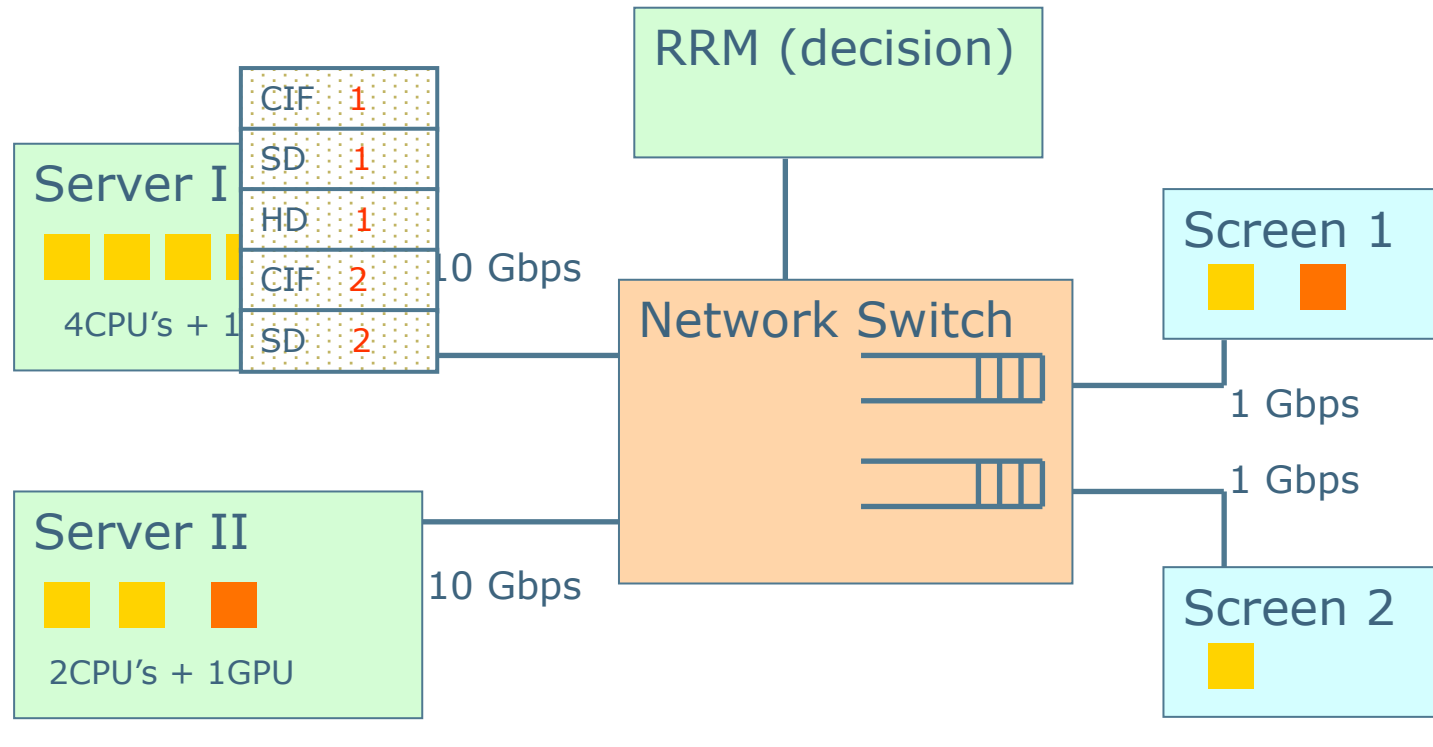 RRM (decision)
CIF 1
SD 1
HD 1
CIF 2
SD 2
Server I
4CPU's + 1
10 Gbps
Network Switch
Screen 1
1 Gbps
1 Gbps
Server II
2CPU's + 1GPU
10 Gbps
Screen 2